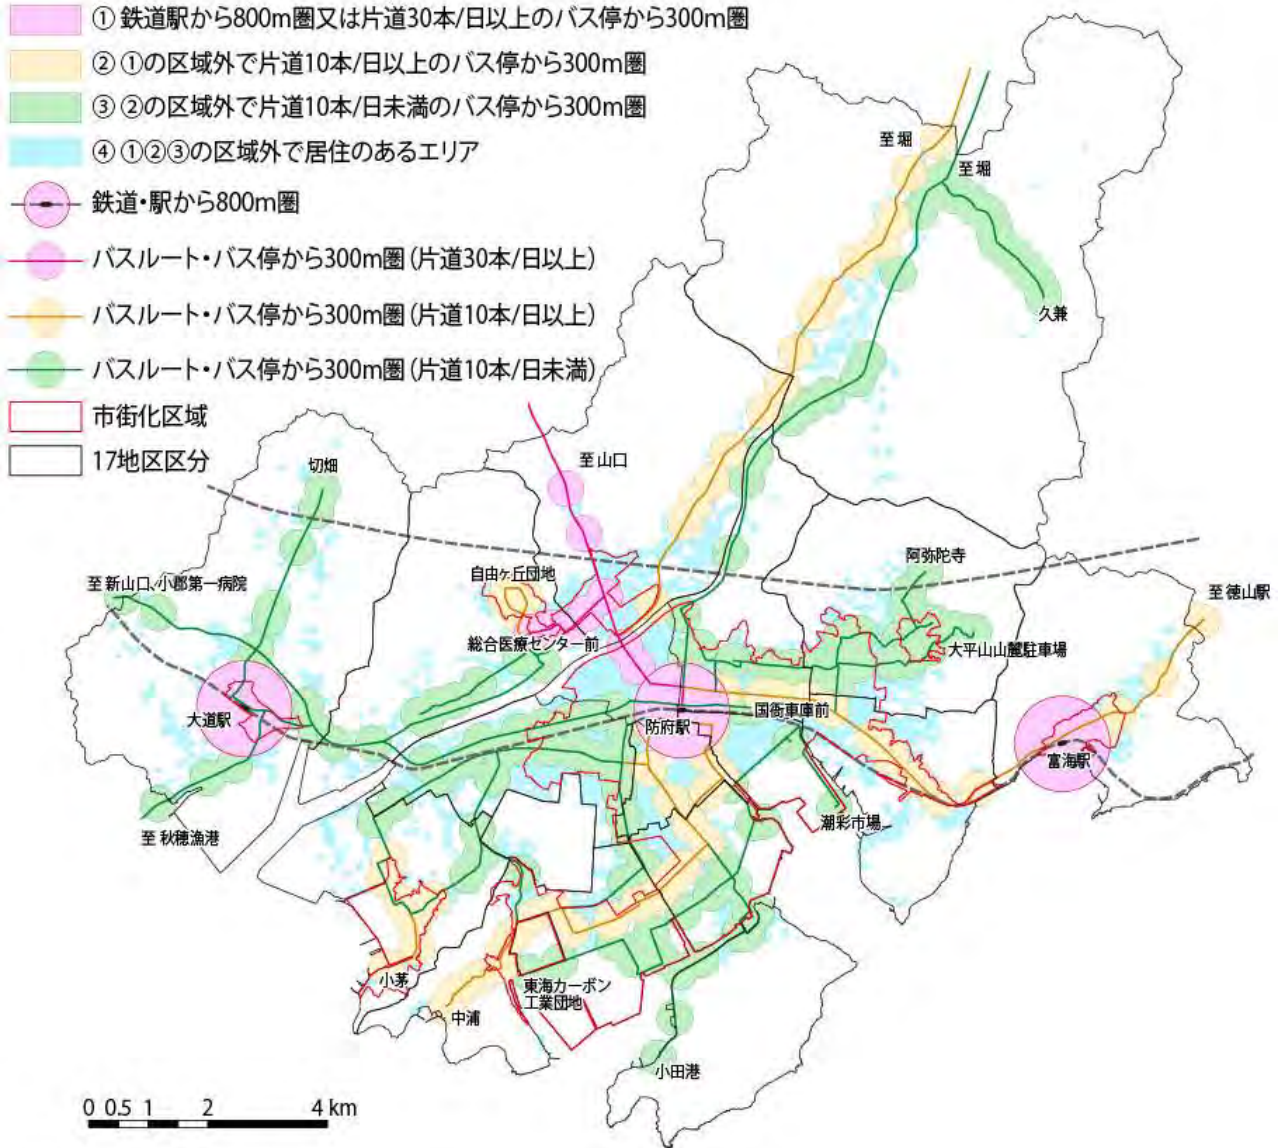 ① 鉄道駅から800m圏又は片道30本/日以上のバス停から300m圏
② ①の区域外で片道10本/日以上のバス停から300m圏
③ ②の区域外で片道10本/日未満のバス停から300m圏
④ ①②③の区域外で居住のあるエリア
鉄道・駅から800m圏
バスルート・バス停から300m圏(片道30本/日以上)
バスルート・バス停から300m圏(片道10本/日以上)
バスルート・バス停から300m圏(片道10本/日未満)
市街化区域
17地区区分
至 堀
至 堀
久兼
至 山口
切畑
至 新山口、小郡第一病院
自由ヶ丘団地
阿弥陀寺
至 徳山駅
総合医療センター前
大平山山麓駐車場
大道駅
防府駅
国衙車庫前
富海駅
至 秋穂漁港
潮彩市場
小茅
東海カーボン
工業団地
中浦
小田港
0 0.5 1 2 4 km